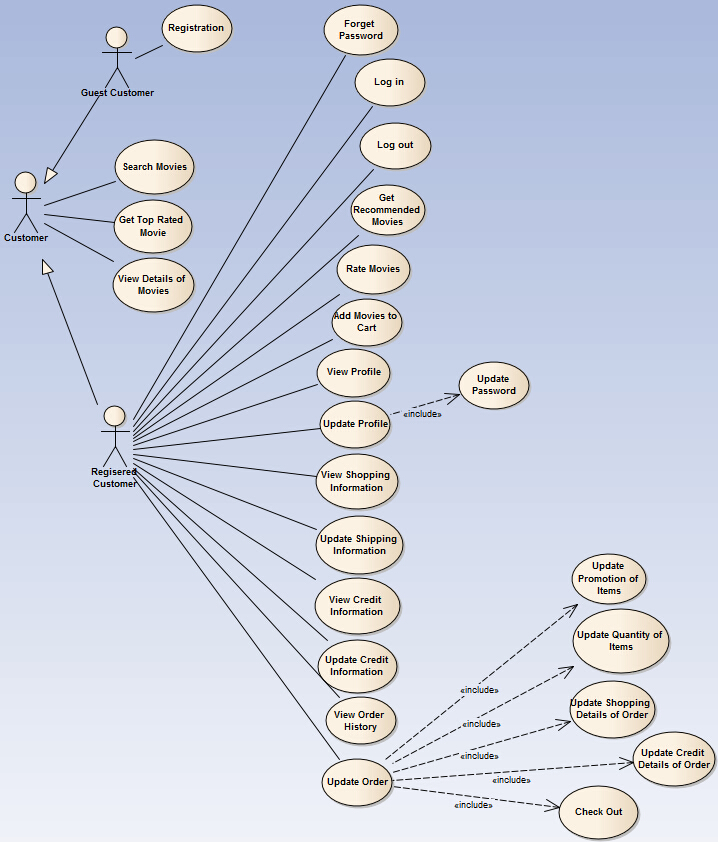 Registration
Guest Customer
Forget
Password
Log in
Log out
Search Movies
Get Top Rated
Movie
View Details of
Movies
Customer
Get
Recommended
Movies
Rate Movies
Add Movies to
Cart
View Profile
Update Profile
«include»
Update
Password
Regisered
Customer
View Shopping
Information
Update Shipping
Information
View Credit
Information
Update Credit
Information
View Order
History
Update Order
«include»
«include»
«include»
«include»
«include»
Update
Promotion of
Items
Update Quantity of
Items
Update Shopping
Details of Order
Update Credit
Details of Order
Check Out